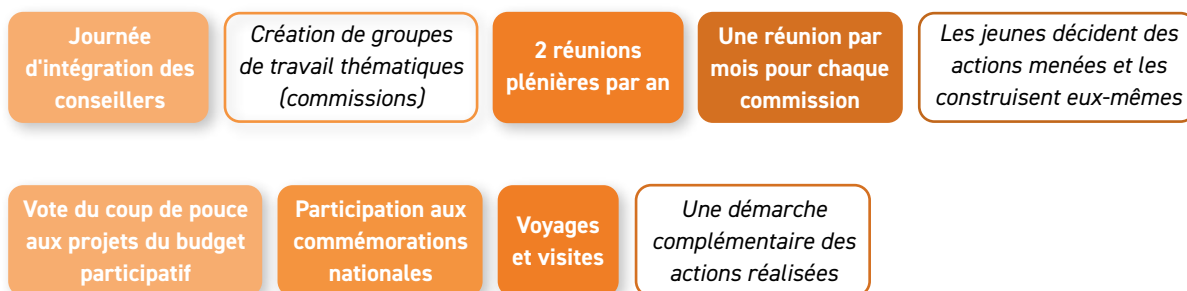 Journée
d'intégration des
conseillers
Création de groupes
de travail thématiques
(commissions)
2 réunions
plénières par an
Une réunion par
mois pour chaque
commission
Les jeunes décident des
actions menées et les
construisent eux-mêmes
Vote du coup de pouce
aux projets du budget
participatif
Participation aux
commémorations
nationales
Voyages
et visites
Une démarche
complémentaire des
actions réalisées